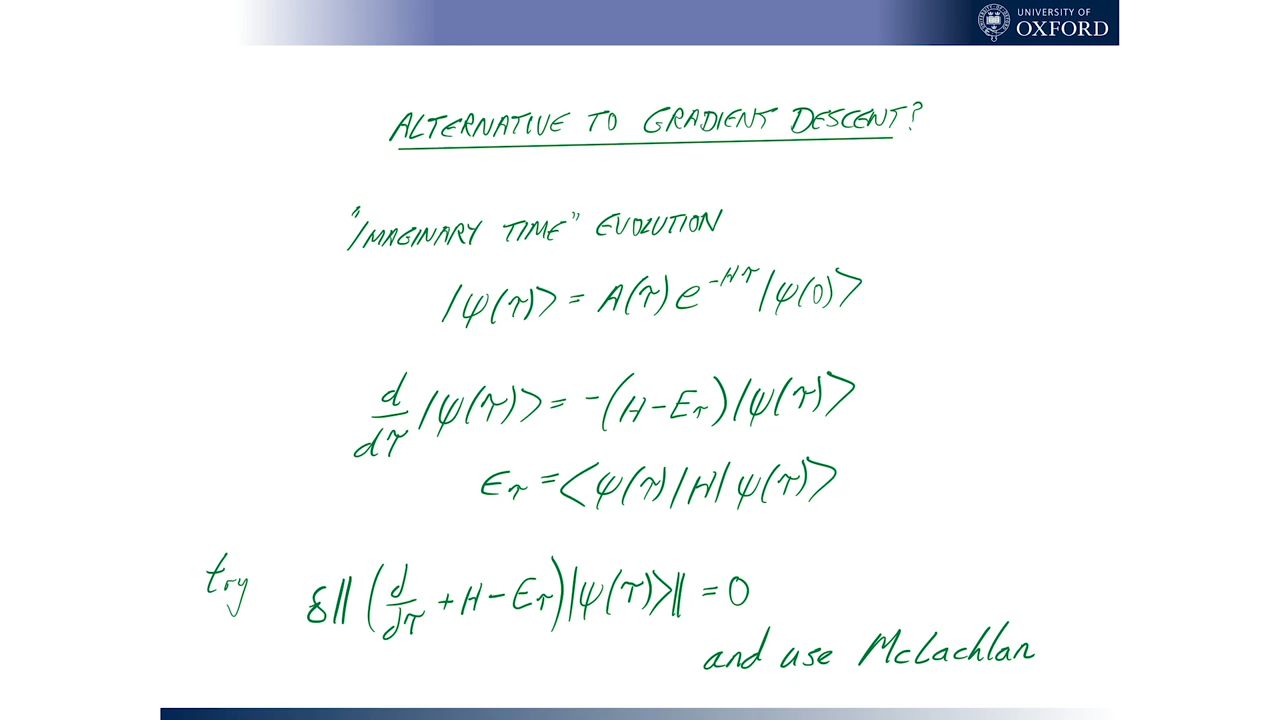 UNIVERSITY OF
OXFORD
ALTERNATIVE TO GRADIENT DESCENT?
"IMAGINARY TIME" EVOLUTION
|ψ(τ)⟩ = A(τ) e^{-Hτ} |ψ(0)⟩
d/dτ |ψ(τ)⟩ = -(H - E_τ) |ψ(τ)⟩
E_τ = ⟨ψ(τ)|H|ψ(τ)⟩
try δ‖(d/dτ + H - E_τ)|ψ(τ)⟩‖ = 0
and use McLachlan